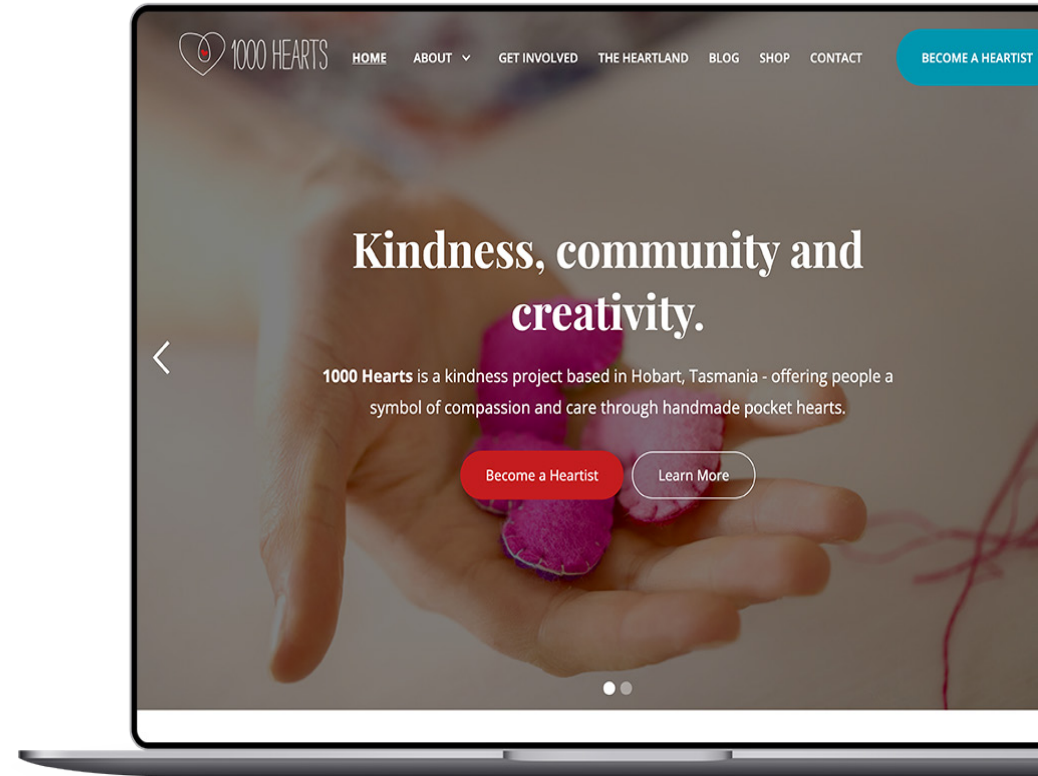 1000 HEARTS
HOME ABOUT GET INVOLVED THE HEARTLAND BLOG SHOP CONTACT BECOME A HEARTIST
Kindness, community and
creativity.
1000 Hearts is a kindness project based in Hobart, Tasmania - offering people a
symbol of compassion and care through handmade pocket hearts.
Become a Heartist Learn More